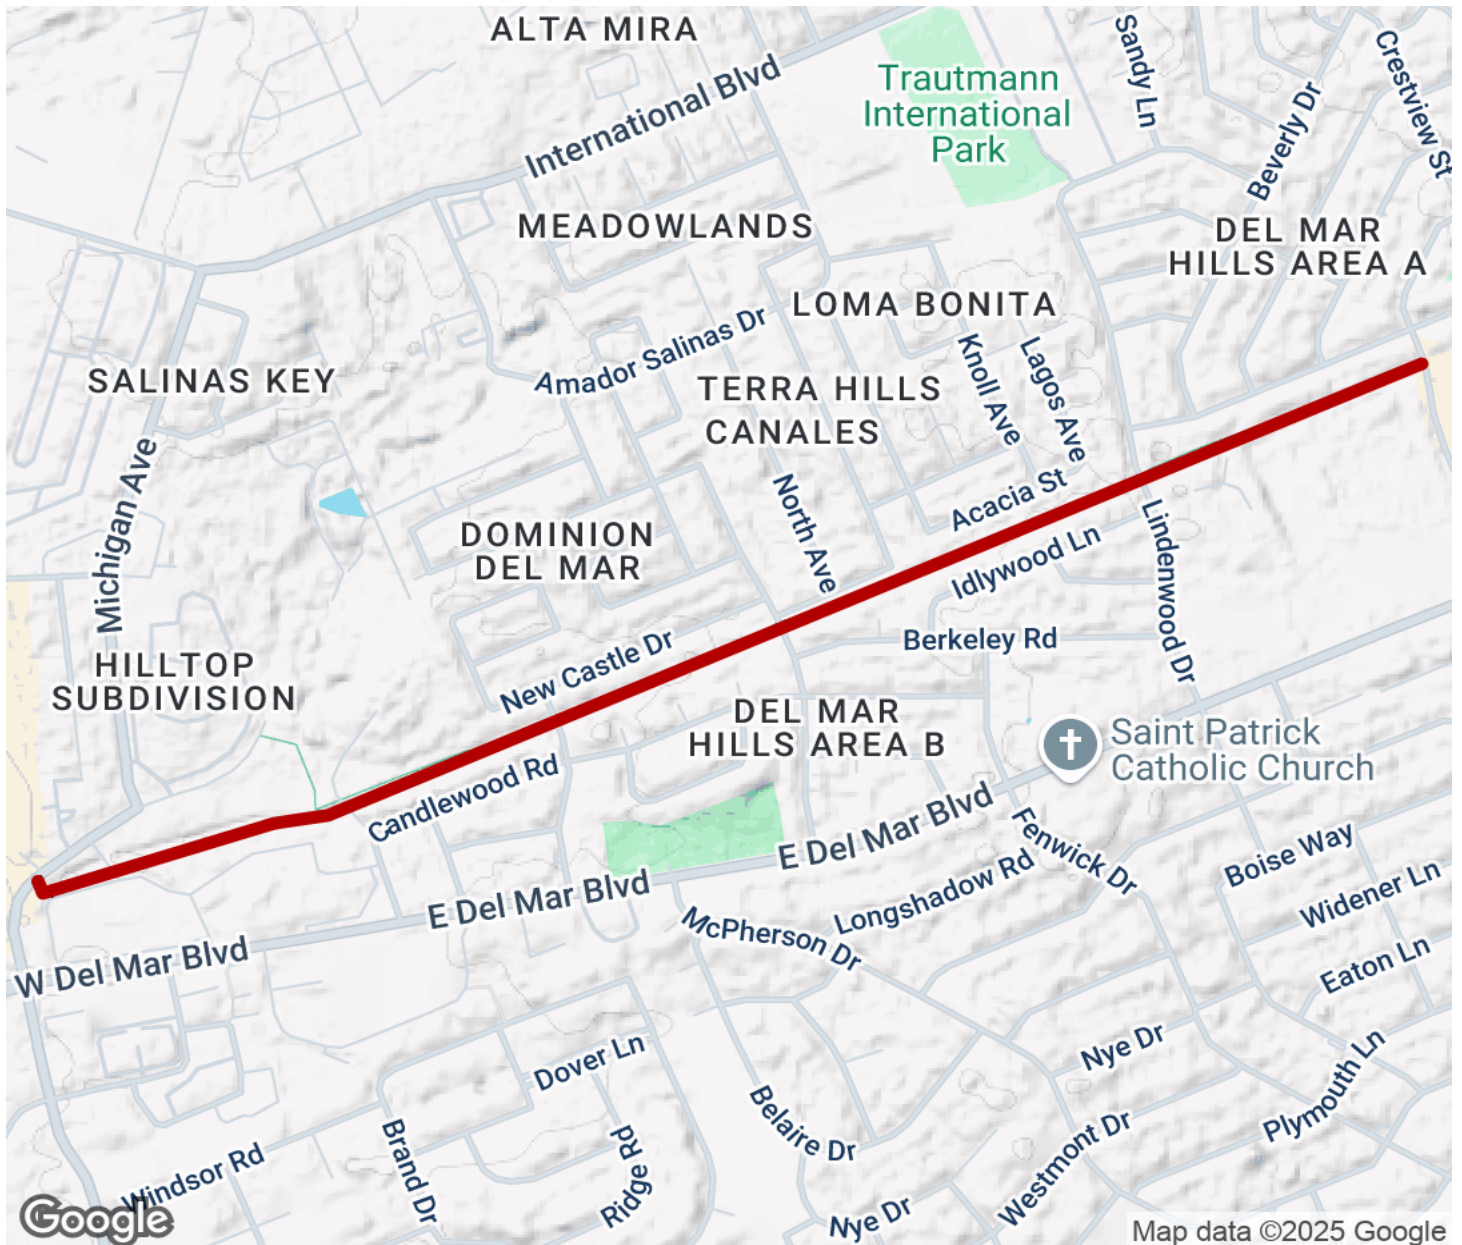 ALTA MIRA
International Blvd
Trautmann
International
Park
Sandy Ln
Beverly Dr
Crestview St
MEADOWLANDS
DEL MAR
HILLS AREA A
LOMA BONITA
Amador Salinas Dr
Knoll Ave
Lagos Ave
SALINAS KEY
TERRA HILLS
CANALES
Michigan Ave
North Ave
Acacia St
DOMINION
DEL MAR
Idlywood Ln
Lindenwood Dr
Berkeley Rd
HILLTOP
SUBDIVISION
New Castle Dr
DEL MAR
HILLS AREA B
Saint Patrick
Catholic Church
Candlewood Rd
E Del Mar Blvd
Fenwick Dr
Boise Way
E Del Mar Blvd
Longshadow Rd
Widener Ln
McPherson Dr
W Del Mar Blvd
Eaton Ln
Nye Dr
Plymouth Ln
Dover Ln
Belaire Dr
Westmont Dr
Brand Dr
Ridge Rd
Windsor Rd
Nye Dr
Google
Map data ©2025 Google